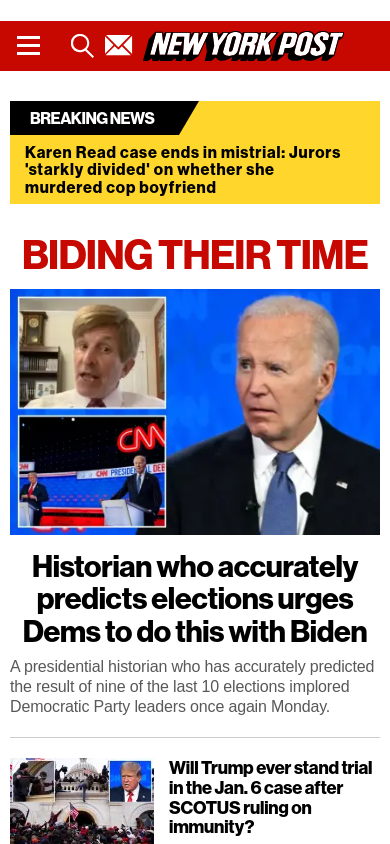 NEW YORK POST
BREAKING NEWS
Karen Read case ends in mistrial: Jurors
'starkly divided' on whether she
murdered cop boyfriend
BIDING THEIR TIME
CNN
PRESIDENTIAL DEB
Historian who accurately
predicts elections urges
Dems to do this with Biden
A presidential historian who has accurately predicted
the result of nine of the last 10 elections implored
Democratic Party leaders once again Monday.
Will Trump ever stand trial
in the Jan. 6 case after
SCOTUS ruling on
immunity?